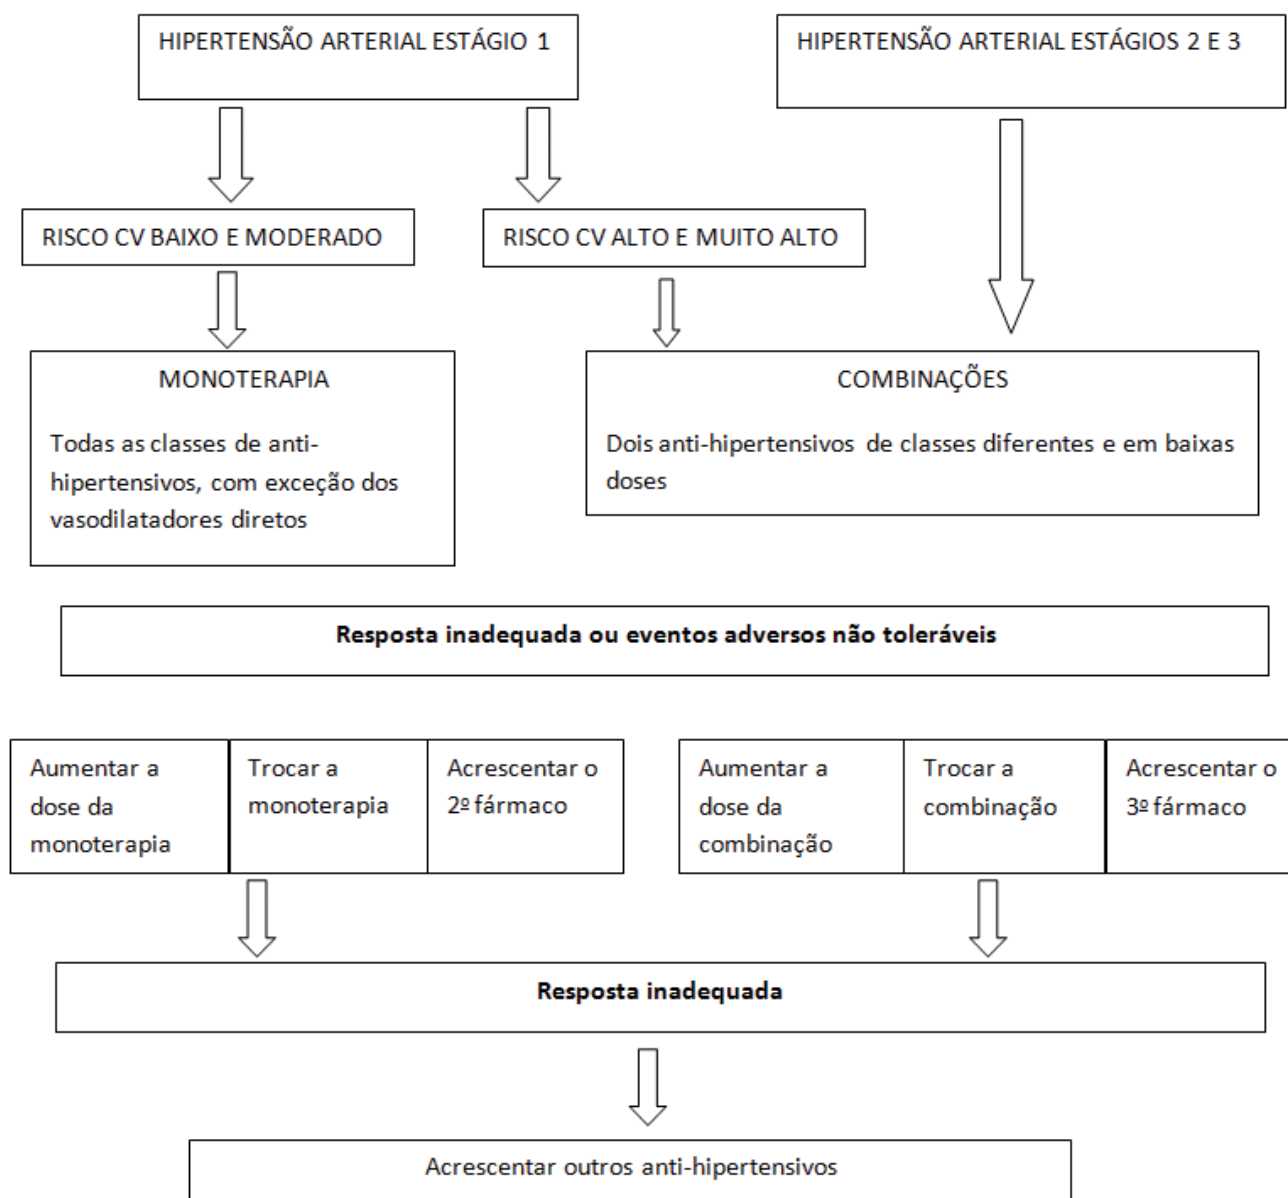 HIPERTENSÃO ARTERIAL ESTÁGIO 1
HIPERTENSÃO ARTERIAL ESTÁGIOS 2 E 3
RISCO CV BAIXO E MODERADO
RISCO CV ALTO E MUITO ALTO
MONOTERAPIA
Todas as classes de anti-
hipertensivos, com exceção dos
vasodilatadores diretos
COMBINAÇÕES
Dois anti-hipertensivos de classes diferentes e em baixas
doses
Resposta inadequada ou eventos adversos não toleráveis
Aumentar a
dose da
monoterapia
Trocar a
monoterapia
Acrescentar o
2º fármaco
Aumentar a
dose da
combinação
Trocar a
combinação
Acrescentar o
3º fármaco
Resposta inadequada
Acrescentar outros anti-hipertensivos